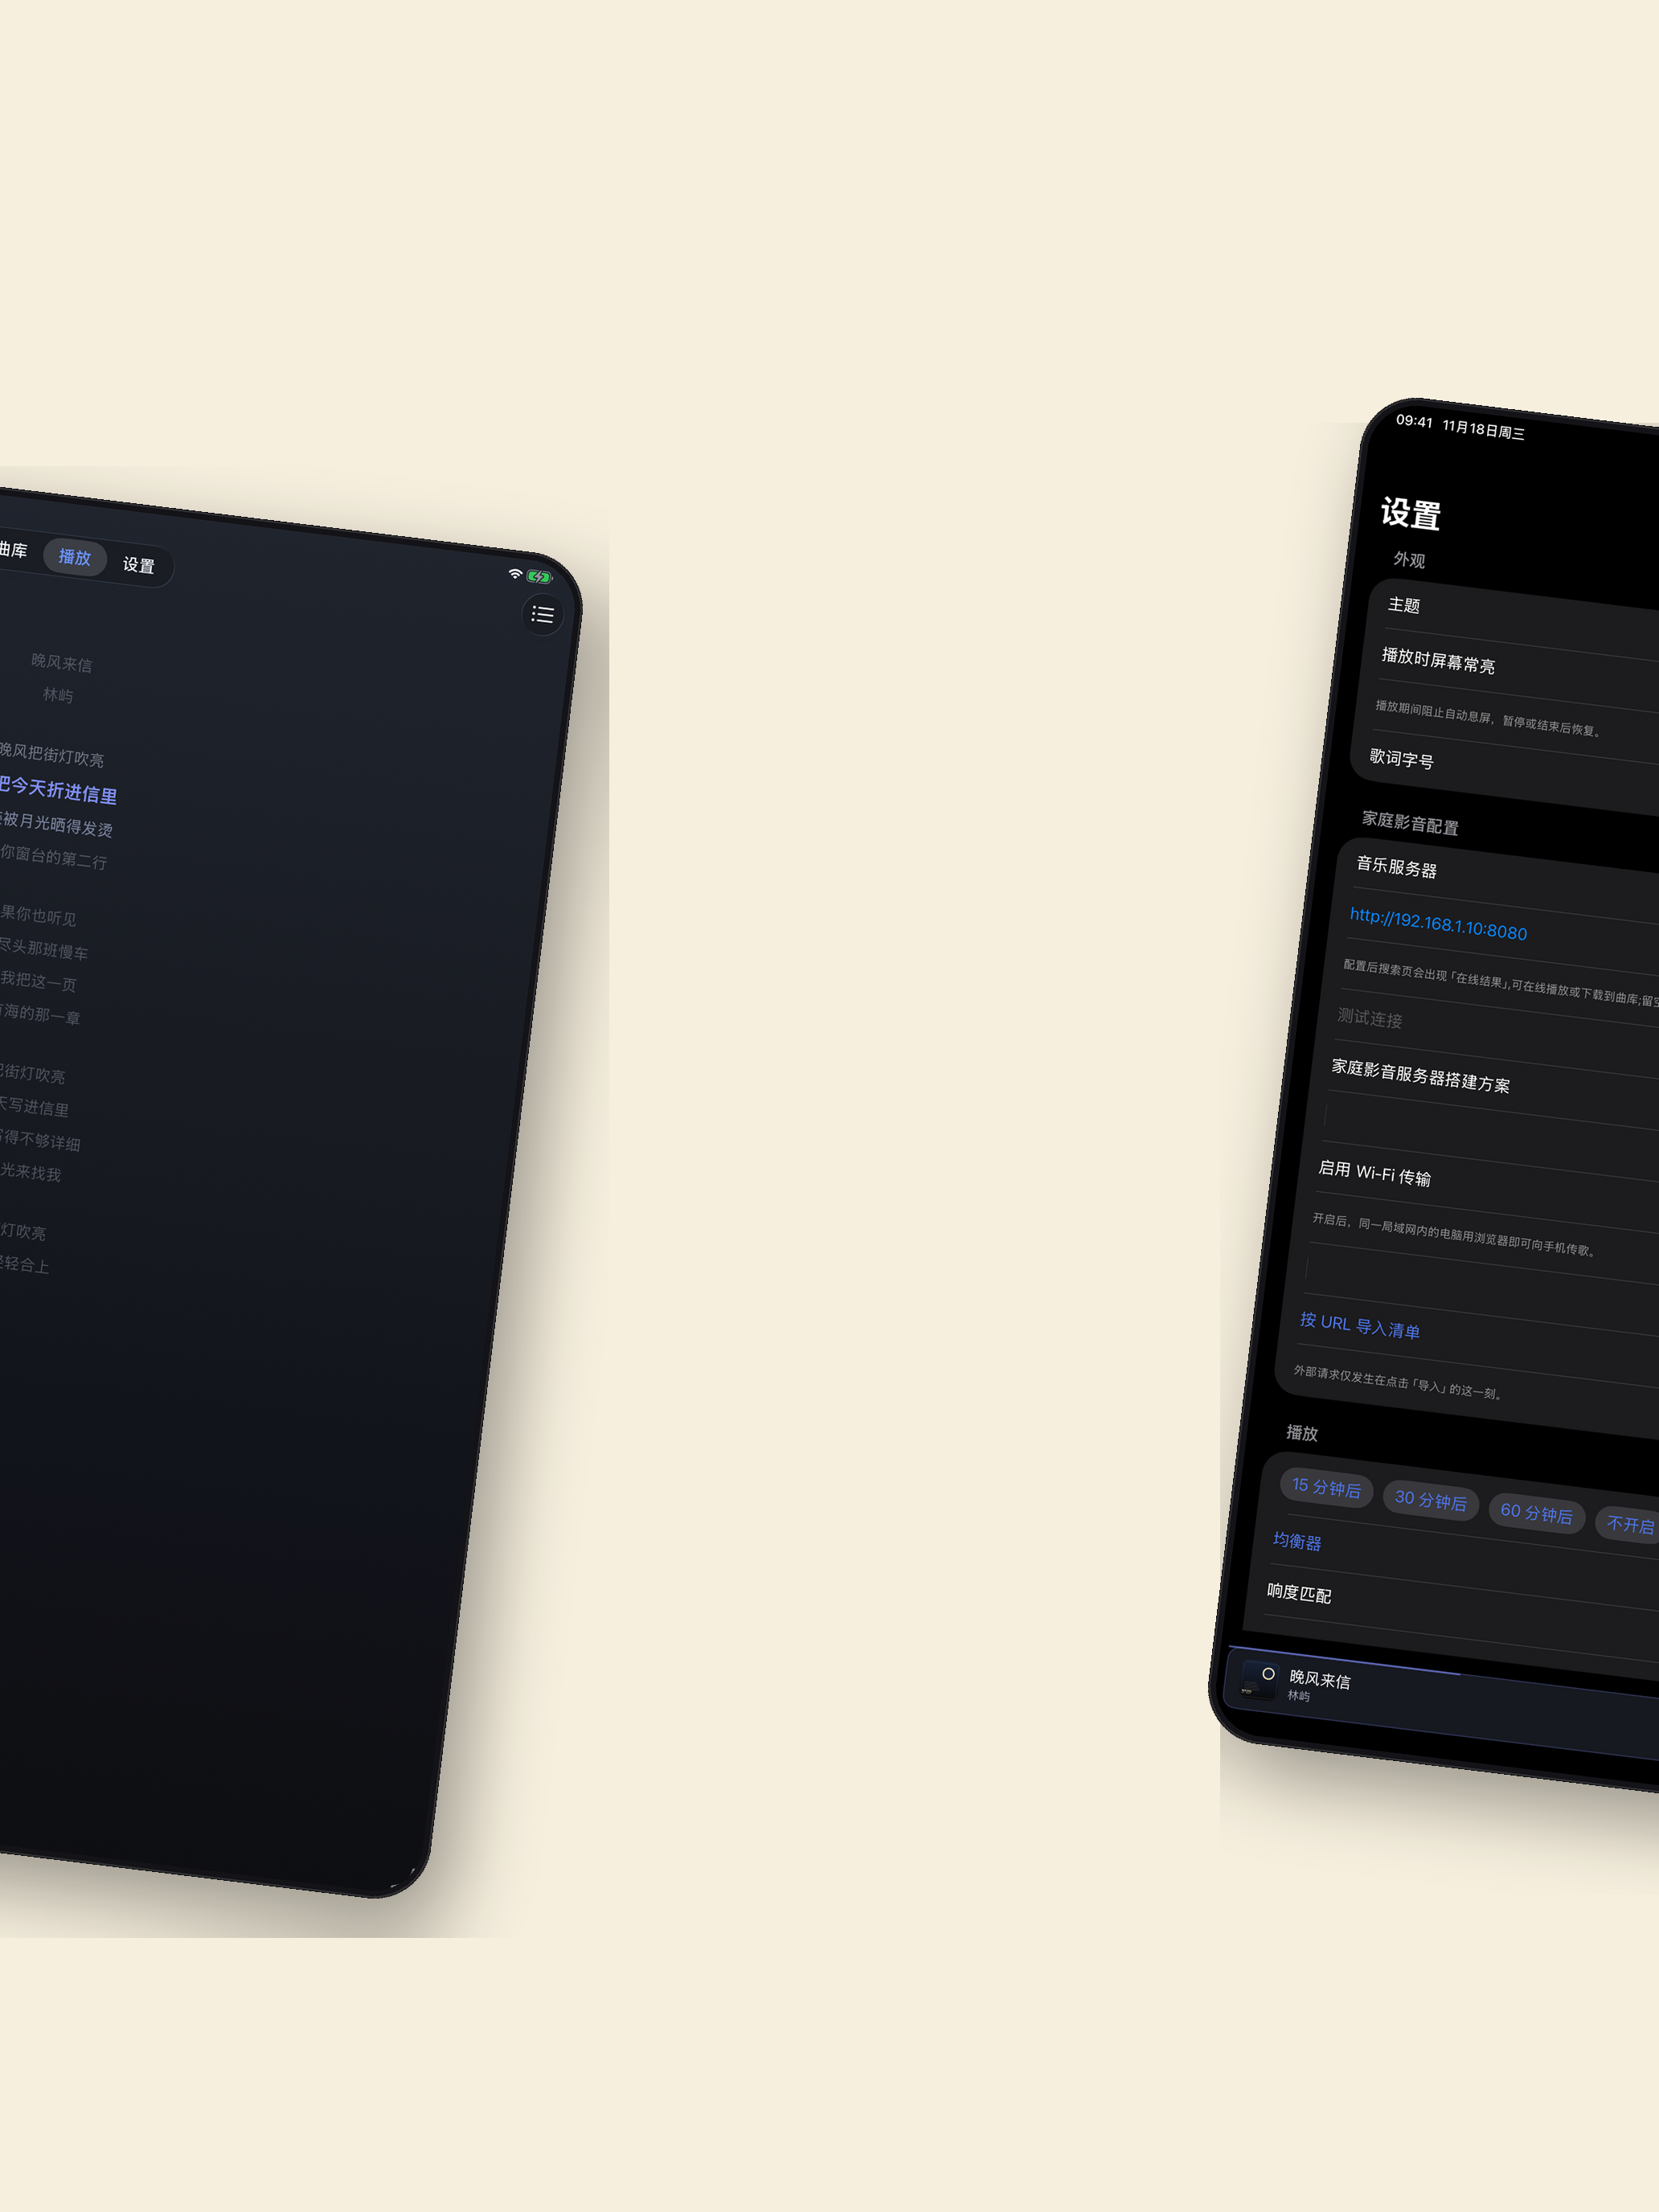 曲库 播放 设置
晚风来信
林屿
晚风把街灯吹亮
把今天折进信里
被月光晒得发烫
你窗台的第二行
果你也听见
尽头那班慢车
我把这一页
海的那一章
街灯吹亮
天写进信里
得不够详细
光来找我
灯吹亮
轻合上
09:41 11月18日周三
设置
外观
主题
播放时屏幕常亮
播放期间阻止自动息屏，暂停或结束后恢复。
歌词字号
家庭影音配置
音乐服务器
http://192.168.1.10:8080
配置后搜索页会出现「在线结果」,可在线播放或下载到曲库;留空
测试连接
家庭影音服务器搭建方案
启用 Wi-Fi 传输
开启后，同一局域网内的电脑用浏览器即可向手机传歌。
按 URL 导入清单
外部请求仅发生在点击「导入」的这一刻。
播放
15 分钟后 30 分钟后 60 分钟后 不开启
均衡器
响度匹配
晚风来信
林屿